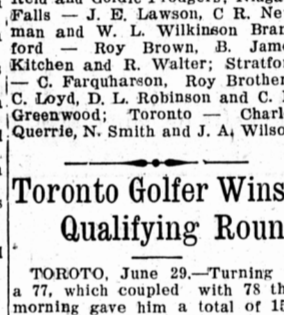 Falls — J. E. Lawson, C R. Ne
man and W. L. Wilkinson Bran
ford — Roy Brown, B. Jame
Kitchen and R. Walter; Stratfor
— C. Farquharson, Roy Brother
C. Loyd, D. L. Robinson and C.
Greenwood; Toronto — Charl
Querrie, N. Smith and J. A. Wilso
Toronto Golfer Wins
Qualifying Roun
TOROTO, June 29.—Turning
a 77, which coupled with 78 th
morning gave him a total of 15